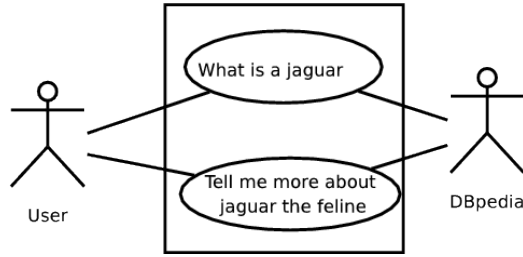 What is a jaguar
Tell me more about
jaguar the feline
User
DBpedia